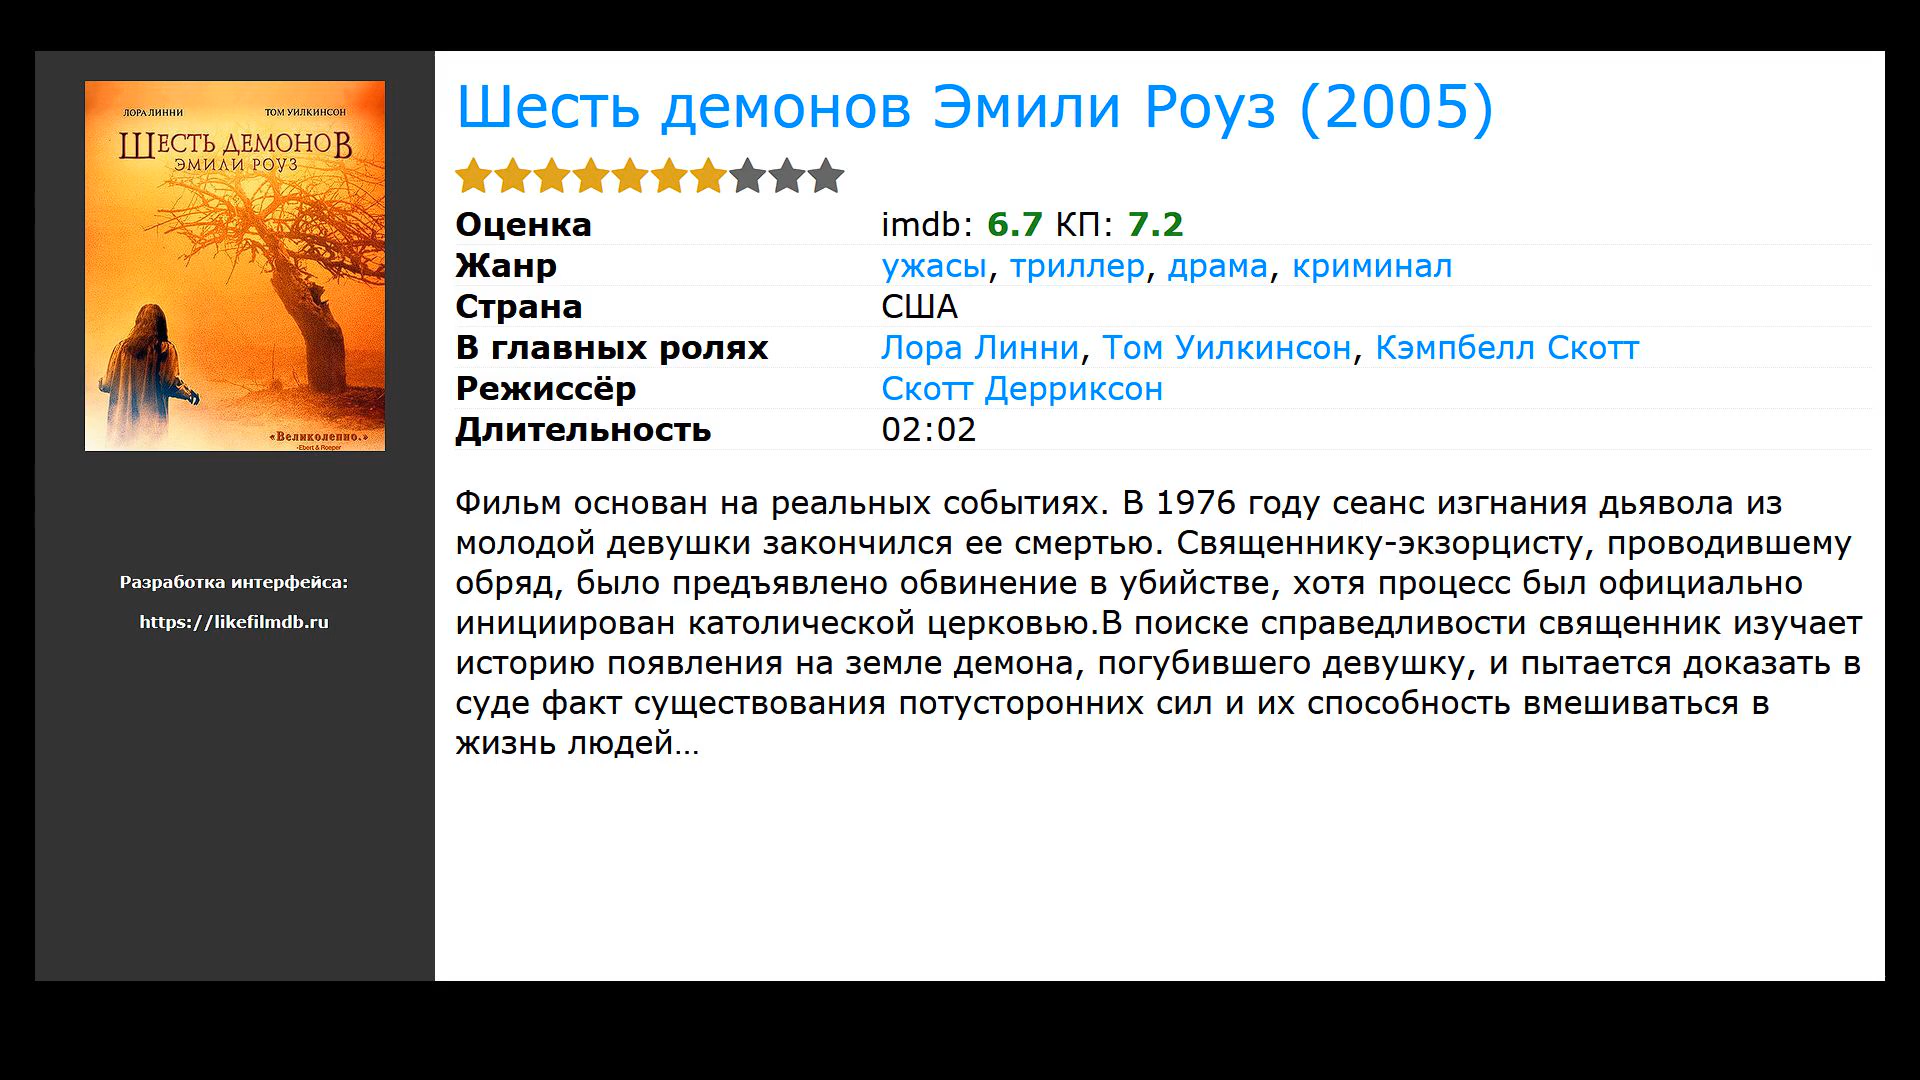 ЛОРА ЛИННИ ТОМ УИЛКИНСОН
ШЕСТЬ ДЕМОНОВ
ЭМИЛИ РОУЗ
«Великолепно.»
-Ebert & Roeper
Разработка интерфейса:
https://likefilmdb.ru
Шесть демонов Эмили Роуз (2005)
Оценка imdb: 6.7 КП: 7.2
Жанр ужасы, триллер, драма, криминал
Страна США
В главных ролях Лора Линни, Том Уилкинсон, Кэмпбелл Скотт
Режиссёр Скотт Дерриксон
Длительность 02:02
Фильм основан на реальных событиях. В 1976 году сеанс изгнания дьявола из
молодой девушки закончился ее смертью. Священнику-экзорцисту, проводившему
обряд, было предъявлено обвинение в убийстве, хотя процесс был официально
инициирован католической церковью.В поиске справедливости священник изучает
историю появления на земле демона, погубившего девушку, и пытается доказать в
суде факт существования потусторонних сил и их способность вмешиваться в
жизнь людей…